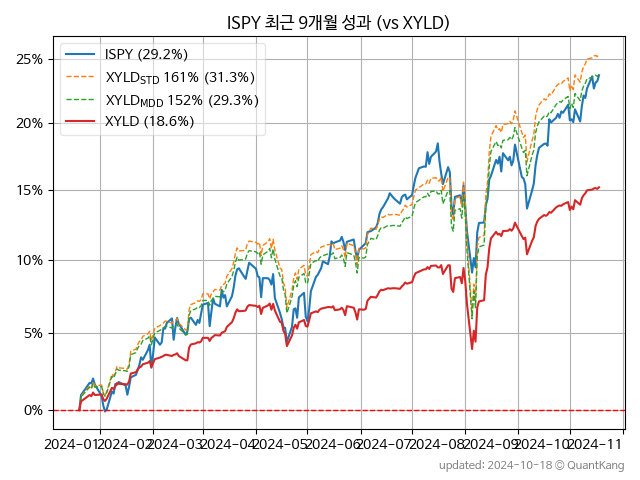 ISPY 최근 9개월 성과 (vs XYLD)
ISPY (29.2%)
XYLD_STD 161% (31.3%)
XYLD_MDD 152% (29.3%)
XYLD (18.6%)
25%
20%
15%
10%
5%
0%
2024-01 2024-02 2024-03 2024-04 2024-05 2024-06 2024-07 2024-08 2024-09 2024-10 2024-11
updated: 2024-10-18 © QuantKang